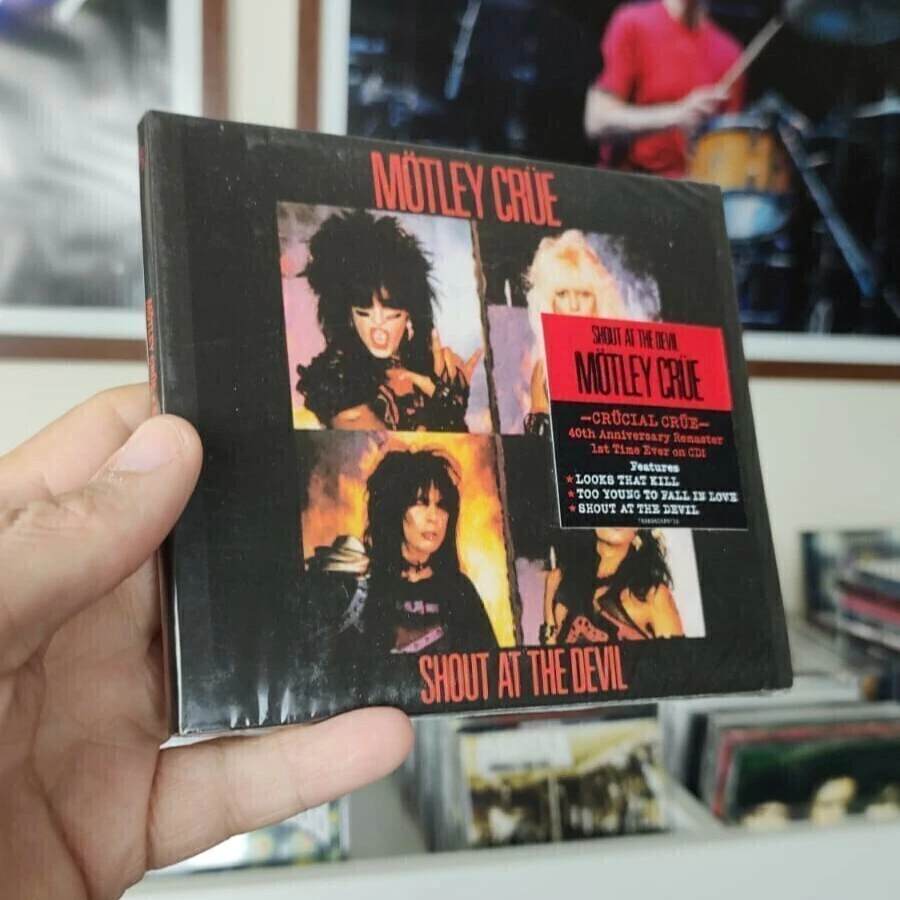 MÖTLEY CRÜE
SHOUT AT THE DEVIL
MÖTLEY CRÜE
—CRÜCIAL CRÜE—
40th Anniversary Remaster
1st Time Ever on CD!
Features
★LOOKS THAT KILL
★TOO YOUNG TO FALL IN LOVE
★SHOUT AT THE DEVIL
SHOUT AT THE DEVIL